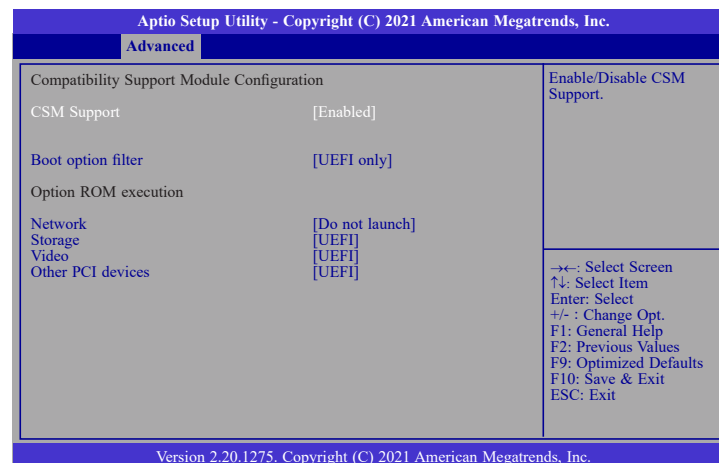 Aptio Setup Utility - Copyright (C) 2021 American Megatrends, Inc.
Advanced
Compatibility Support Module Configuration
CSM Support [Enabled]
Boot option filter [UEFI only]
Option ROM execution
Network [Do not launch]
Storage [UEFI]
Video [UEFI]
Other PCI devices [UEFI]
Enable/Disable CSM
Support.
→←: Select Screen
↑↓: Select Item
Enter: Select
+/- : Change Opt.
F1: General Help
F2: Previous Values
F9: Optimized Defaults
F10: Save & Exit
ESC: Exit
Version 2.20.1275. Copyright (C) 2021 American Megatrends, Inc.